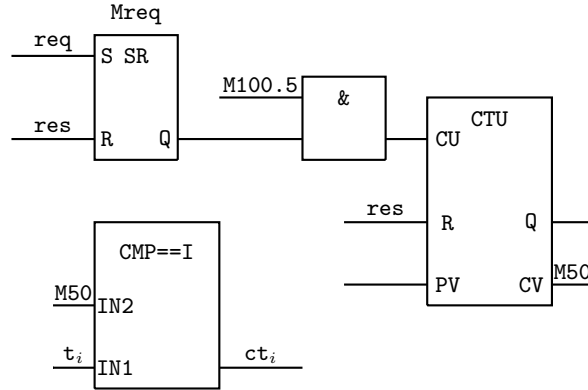 Mreq
req
S SR
M100.5
&
CTU
res
R Q
CU
res
R Q
CMP==I
M50
IN2
PV CV
M50
t_i
IN1
ct_i